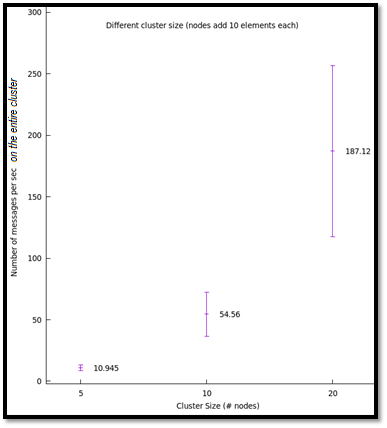 Different cluster size (nodes add 10 elements each)
300
250
200
150
100
50
0
Number of messages per sec on the entire cluster
187.12
54.56
10.945
5 10 20
Cluster Size (# nodes)